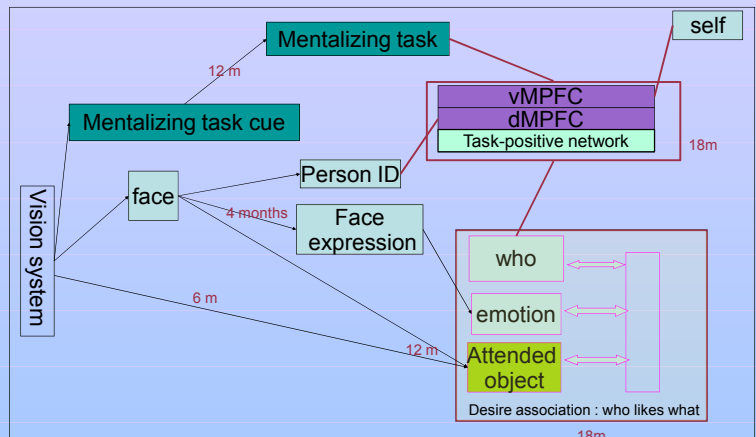 self
Mentalizing task
12 m
vMPFC
Mentalizing task cue
dMPFC
Task-positive network
18m
Person ID
face
Vision system
4 months
Face
expression
who
6 m
emotion
12 m
Attended
object
Desire association : who likes what
18m